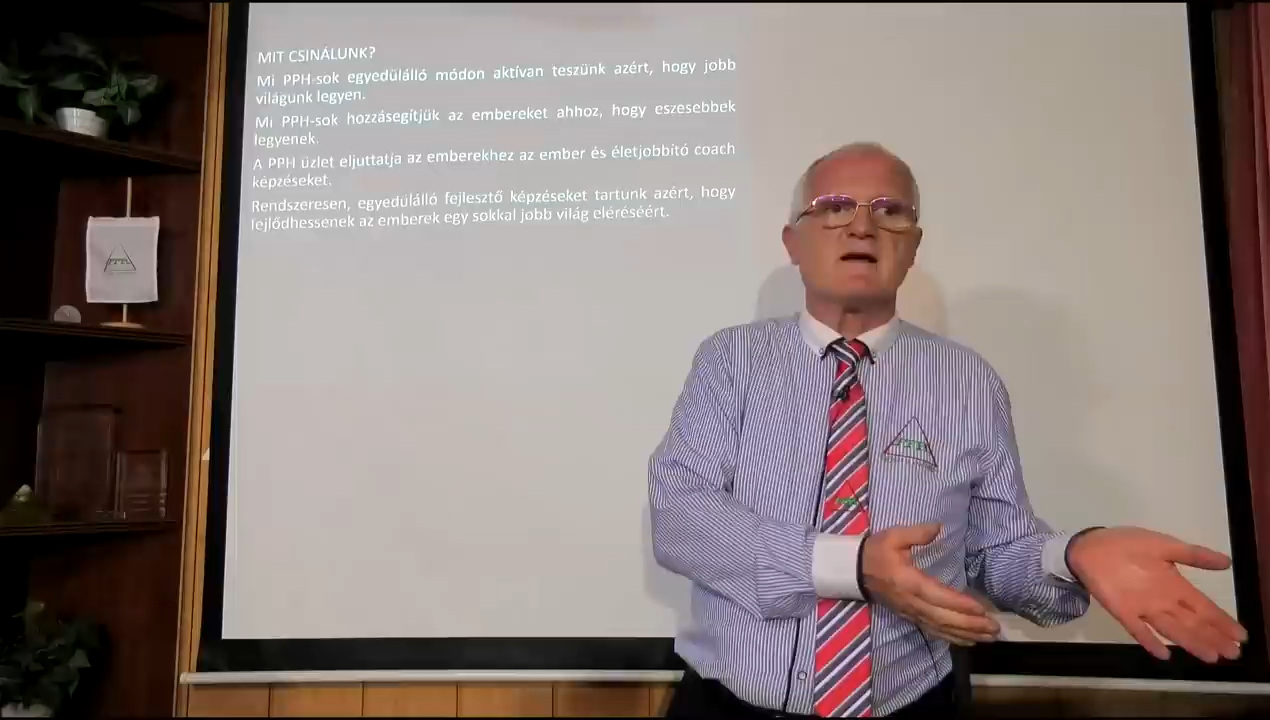 MIT CSINÁLUNK?
Mi PPH-sok egyedülálló módon aktívan teszünk azért, hogy jobb
világunk legyen.
Mi PPH-sok hozzásegítjük az embereket ahhoz, hogy eszesebbek
legyenek.
A PPH üzlet eljuttatja az emberekhez az ember és életjobbító coach
képzéseket.
Rendszeresen, egyedülálló fejlesztő képzéseket tartunk azért, hogy
fejlődhessenek az emberek egy sokkal jobb világ eléréséért.